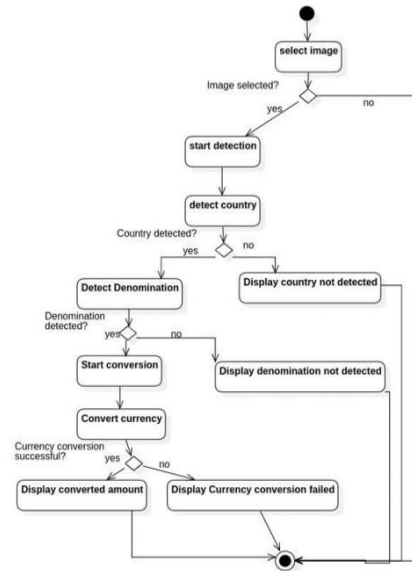 select image
Image selected?
yes
no
start detection
detect country
Country detected?
yes
no
Detect Denomination
Display country not detected
Denomination
detected?
yes
no
Start conversion
Display denomination not detected
Convert currency
Currency conversion
successful?
yes
no
Display converted amount
Display Currency conversion failed